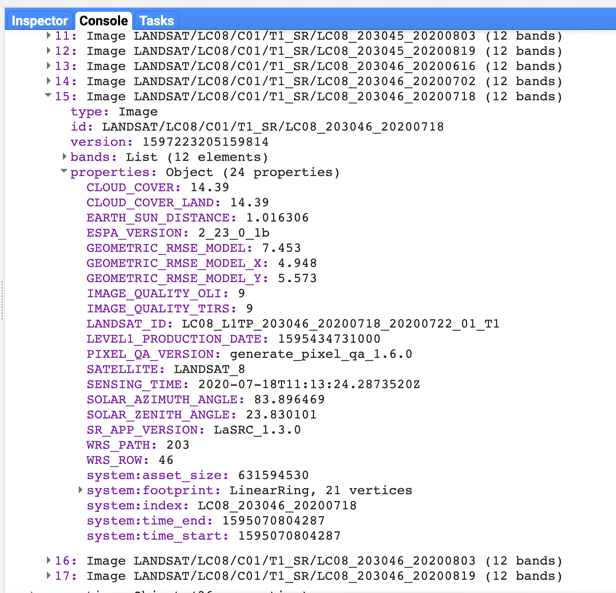 Inspector Console Tasks
11: Image LANDSAT/LC08/C01/T1_SR/LC08_203045_20200803 (12 bands)
12: Image LANDSAT/LC08/C01/T1_SR/LC08_203045_20200819 (12 bands)
13: Image LANDSAT/LC08/C01/T1_SR/LC08_203046_20200616 (12 bands)
14: Image LANDSAT/LC08/C01/T1_SR/LC08_203046_20200702 (12 bands)
15: Image LANDSAT/LC08/C01/T1_SR/LC08_203046_20200718 (12 bands)
type: Image
id: LANDSAT/LC08/C01/T1_SR/LC08_203046_20200718
version: 1597223205159814
bands: List (12 elements)
properties: Object (24 properties)
CLOUD_COVER: 14.39
CLOUD_COVER_LAND: 14.39
EARTH_SUN_DISTANCE: 1.016306
ESPA_VERSION: 2_23_0_1b
GEOMETRIC_RMSE_MODEL: 7.453
GEOMETRIC_RMSE_MODEL_X: 4.948
GEOMETRIC_RMSE_MODEL_Y: 5.573
IMAGE_QUALITY_OLI: 9
IMAGE_QUALITY_TIRS: 9
LANDSAT_ID: LC08_L1TP_203046_20200718_20200722_01_T1
LEVEL1_PRODUCTION_DATE: 1595434731000
PIXEL_QA_VERSION: generate_pixel_qa_1.6.0
SATELLITE: LANDSAT_8
SENSING_TIME: 2020-07-18T11:13:24.2873520Z
SOLAR_AZIMUTH_ANGLE: 83.896469
SOLAR_ZENITH_ANGLE: 23.830101
SR_APP_VERSION: LaSRC_1.3.0
WRS_PATH: 203
WRS_ROW: 46
system:asset_size: 631594530
system:footprint: LinearRing, 21 vertices
system:index: LC08_203046_20200718
system:time_end: 1595070804287
system:time_start: 1595070804287
16: Image LANDSAT/LC08/C01/T1_SR/LC08_203046_20200803 (12 bands)
17: Image LANDSAT/LC08/C01/T1_SR/LC08_203046_20200819 (12 bands)